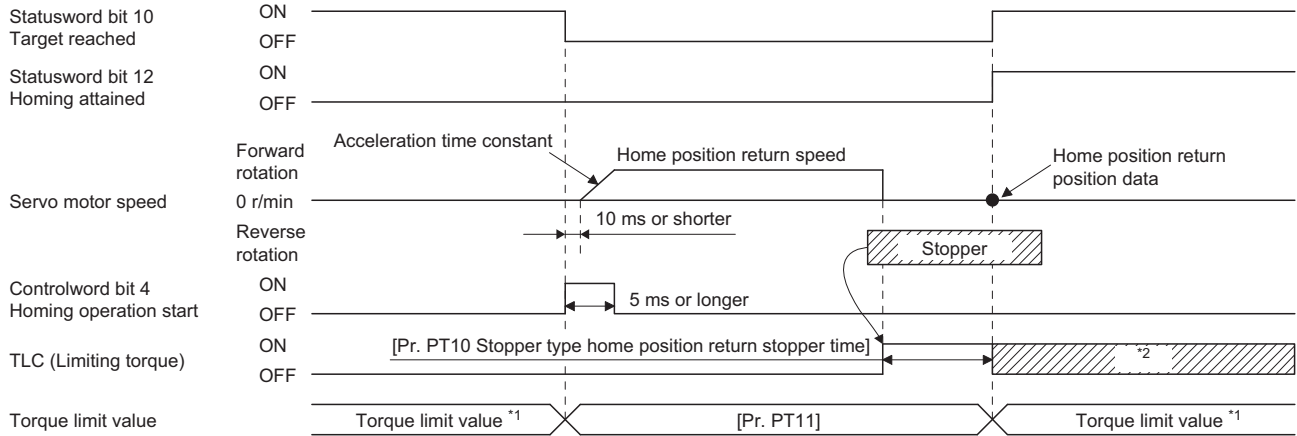 Statusword bit 10
Target reached
ON
OFF
Statusword bit 12
Homing attained
ON
OFF
Servo motor speed
Forward
rotation
0 r/min
Reverse
rotation
Acceleration time constant
Home position return speed
Home position return
position data
10 ms or shorter
Stopper
Controlword bit 4
Homing operation start
ON
OFF
5 ms or longer
TLC (Limiting torque)
ON
OFF
[Pr. PT10 Stopper type home position return stopper time]
*2
Torque limit value
Torque limit value *1
[Pr. PT11]
Torque limit value *1